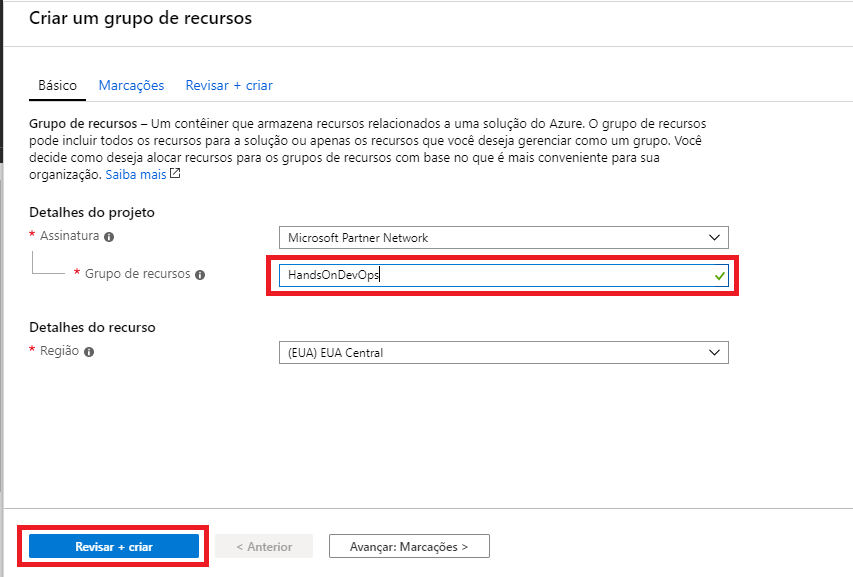 Criar um grupo de recursos
Básico Marcações Revisar + criar
Grupo de recursos – Um contêiner que armazena recursos relacionados a uma solução do Azure. O grupo de recursos
pode incluir todos os recursos para a solução ou apenas os recursos que você deseja gerenciar como um grupo. Você
decide como deseja alocar recursos para os grupos de recursos com base no que é mais conveniente para sua
organização. Saiba mais
Detalhes do projeto
* Assinatura Microsoft Partner Network
* Grupo de recursos HandsOnDevOps
Detalhes do recurso
* Região (EUA) EUA Central
Revisar + criar < Anterior Avançar: Marcações >